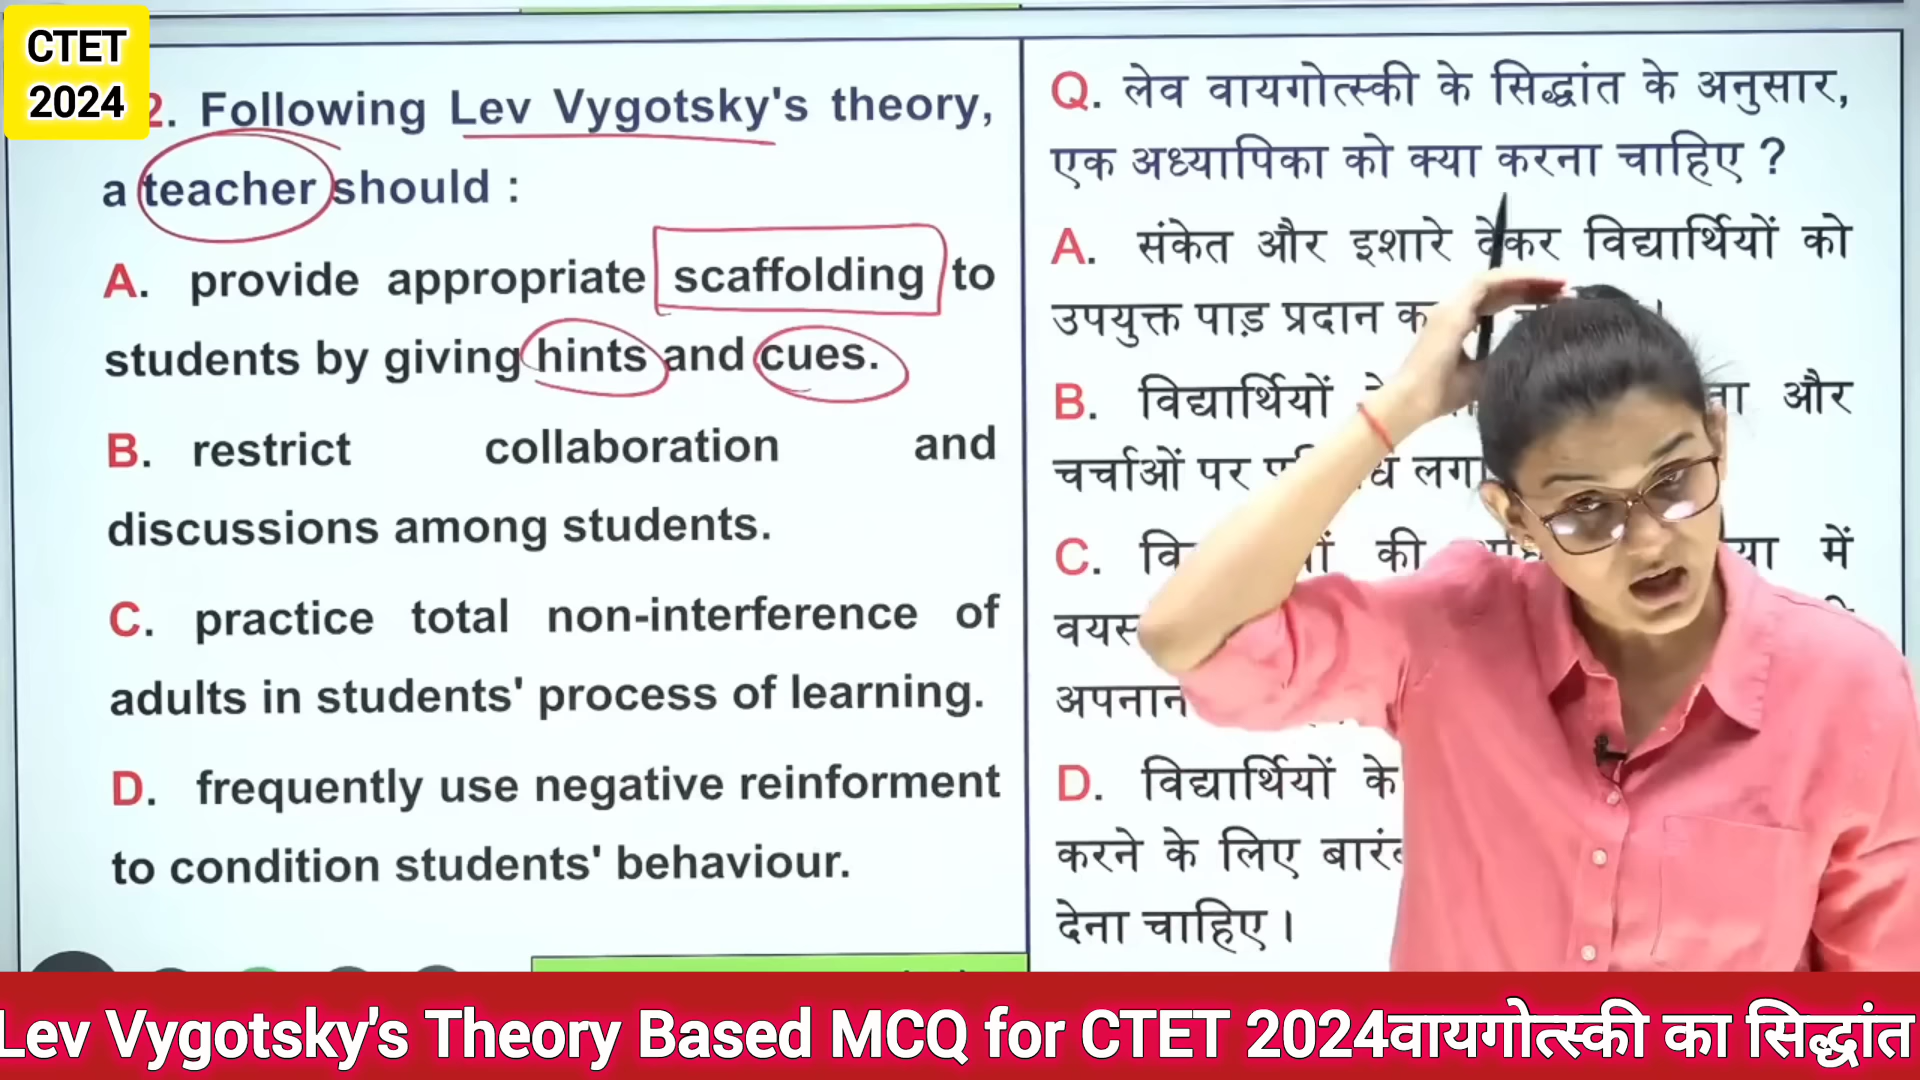 CTET
2024
2. Following Lev Vygotsky's theory,
a teacher should :
A. provide appropriate scaffolding to
students by giving hints and cues.
B. restrict collaboration and
discussions among students.
C. practice total non-interference of
adults in students' process of learning.
D. frequently use negative reinforment
to condition students' behaviour.
Q. लेव वायगोत्स्की के सिद्धांत के अनुसार,
एक अध्यापिका को क्या करना चाहिए ?
A. संकेत और इशारे देकर विद्यार्थियों को
उपयुक्त पाड़ प्रदान
B. विद्यार्थियों और
चर्चाओं पर
C. की में
D. विद्यार्थियों के
करने के लिए
देना चाहिए ।
Lev Vygotsky's Theory Based MCQ for CTET 2024वायगोत्स्की का सिद्धांत